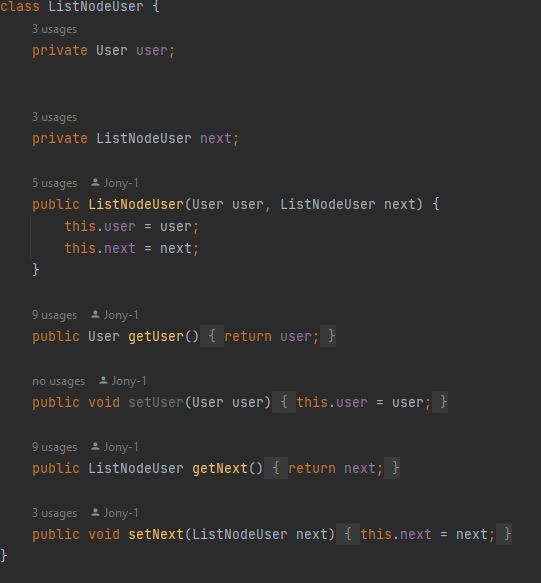 class ListNodeUser {
3 usages
private User user;
3 usages
private ListNodeUser next;
5 usages Jony-1
public ListNodeUser(User user, ListNodeUser next) {
this.user = user;
this.next = next;
}
9 usages Jony-1
public User getUser() { return user; }
no usages Jony-1
public void setUser(User user) { this.user = user; }
9 usages Jony-1
public ListNodeUser getNext() { return next; }
3 usages Jony-1
public void setNext(ListNodeUser next) { this.next = next; }
}